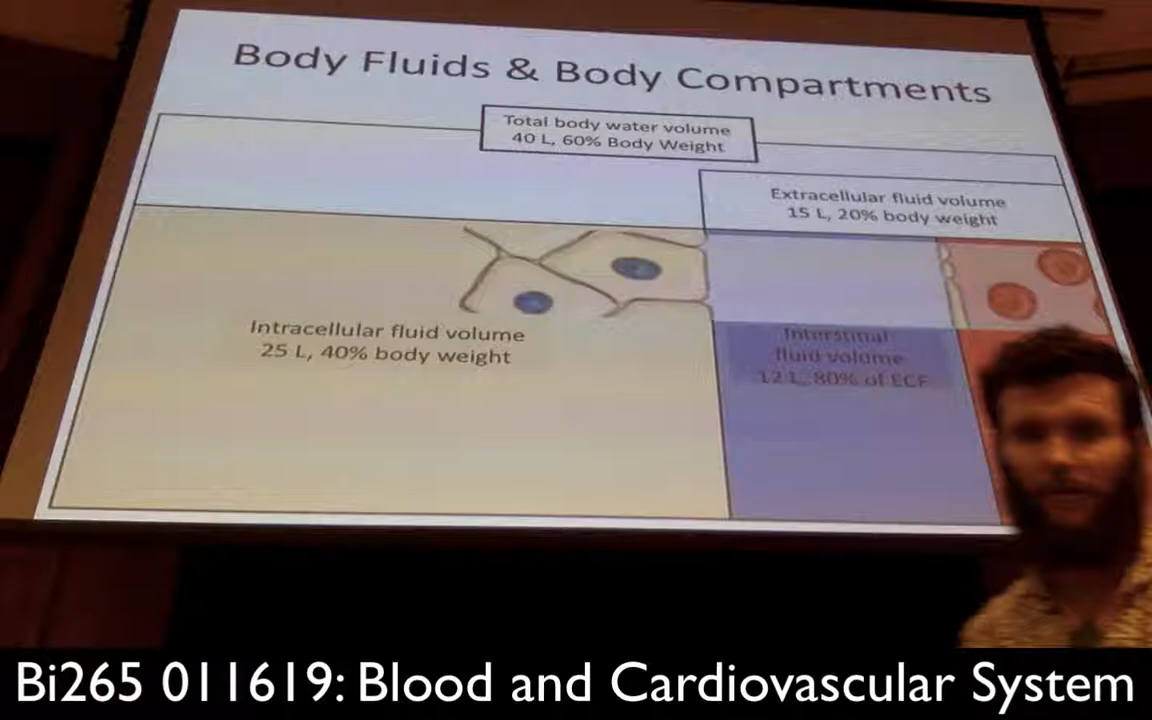 Body Fluids & Body Compartments
Total body water volume
40 L, 60% Body Weight
Extracellular fluid volume
15 L, 20% body weight
Intracellular fluid volume
25 L, 40% body weight
Interstitial
fluid volume
12 L, 80% of ECF
Bi265 011619: Blood and Cardiovascular System